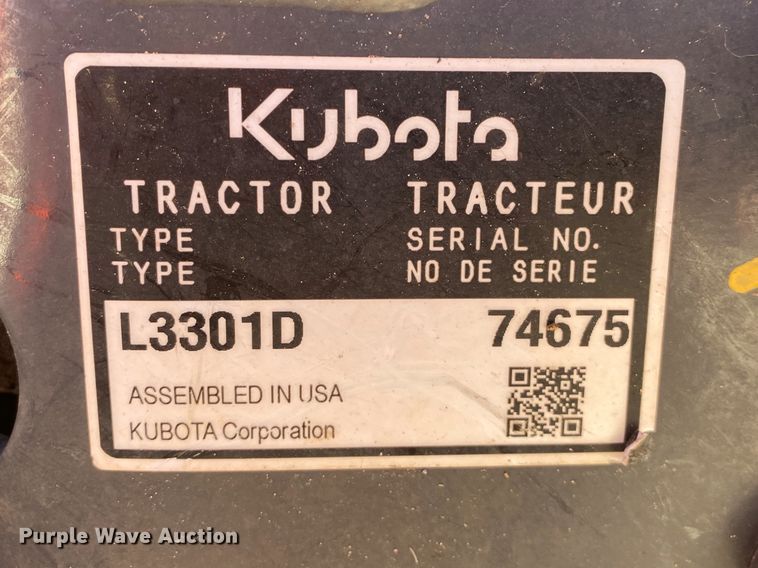 Kubota
TRACTOR TRACTEUR
TYPE SERIAL NO.
TYPE NO DE SERIE
L3301D 74675
ASSEMBLED IN USA
KUBOTA Corporation
Purple Wave Auction